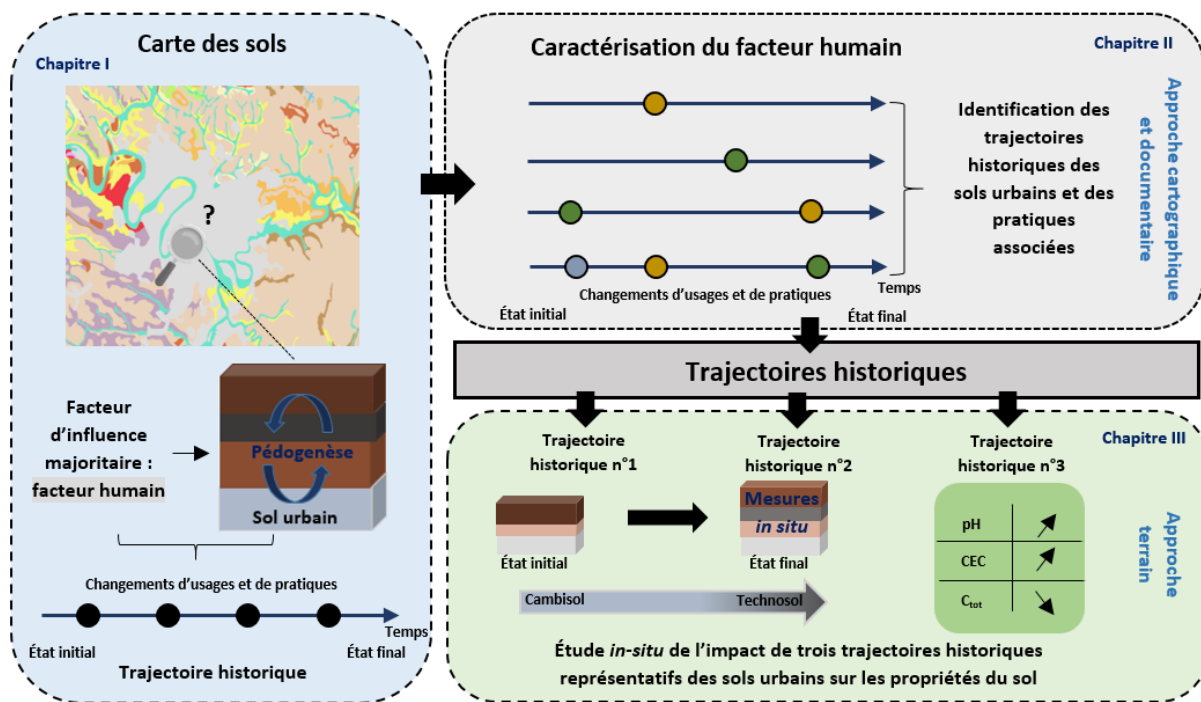 Carte des sols
Chapitre I
?
Facteur
d’influence
majoritaire :
facteur humain
Pédogenèse
Sol urbain
Changements d’usages et de pratiques
Temps
État initial
État final
Trajectoire historique
Caractérisation du facteur humain
Chapitre II
Identification des
trajectoires
historiques des
sols urbains et des
pratiques
associées
Approche cartographique
et documentaire
Temps
Changements d’usages et de pratiques
État initial
État final
Trajectoires historiques
Chapitre III
Trajectoire
historique n°1
Trajectoire
historique n°2
Trajectoire
historique n°3
Mesures
in situ
État initial
État final
Cambisol
Technosol
pH
CEC
Ctot
Approche
terrain
Étude in-situ de l’impact de trois trajectoires historiques
représentatifs des sols urbains sur les propriétés du sol